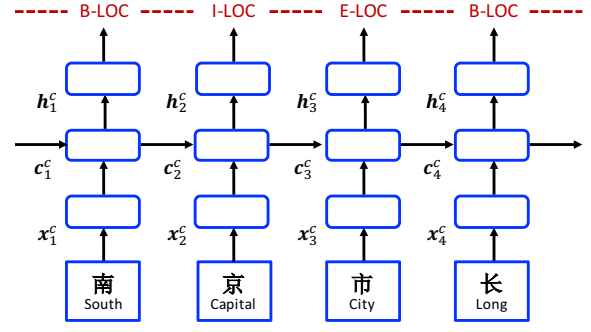 B-LOC I-LOC E-LOC B-LOC
h₁ᶜ h₂ᶜ h₃ᶜ h₄ᶜ
c₁ᶜ c₂ᶜ c₃ᶜ c₄ᶜ
x₁ᶜ x₂ᶜ x₃ᶜ x₄ᶜ
南 京 市 长
South Capital City Long